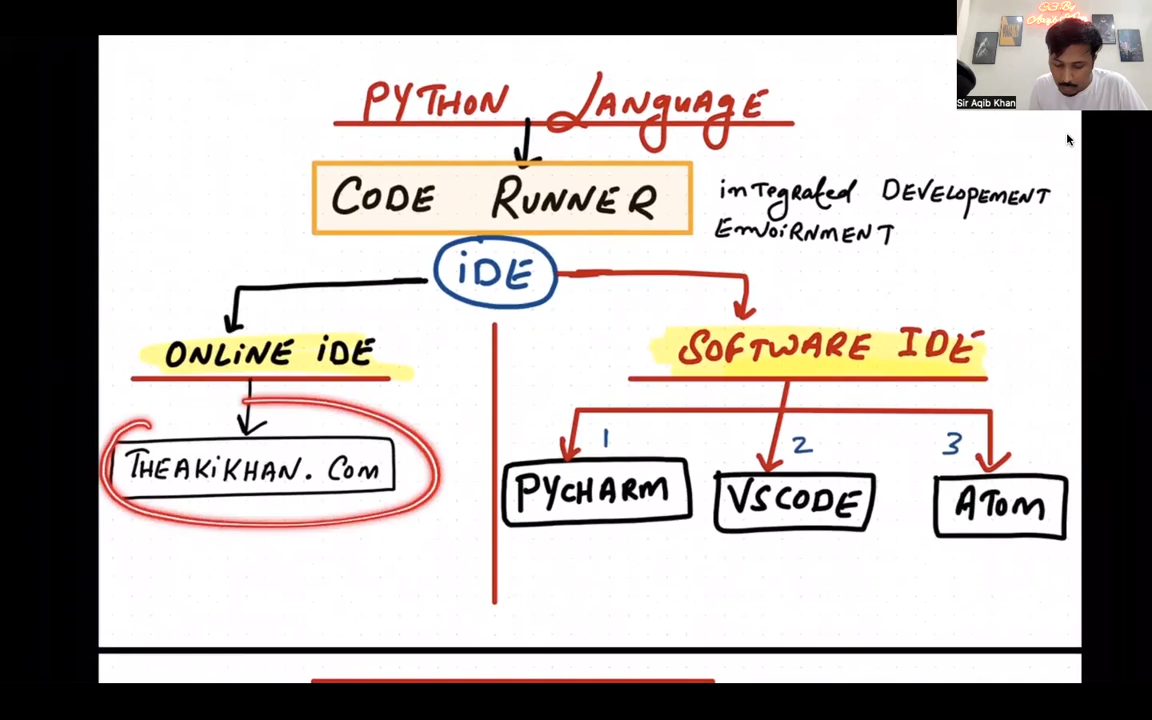 PYTHON LANGUAGE
CODE RUNNER
inTegrated DEVELOPEMENT
EnvoiRNMENT
iDE
ONLINE iDE
SOFTWARE IDE
THEAKiKHAN. Com
1
2
3
PYCHARM
VSCODE
ATOM
Sir Aqib Khan